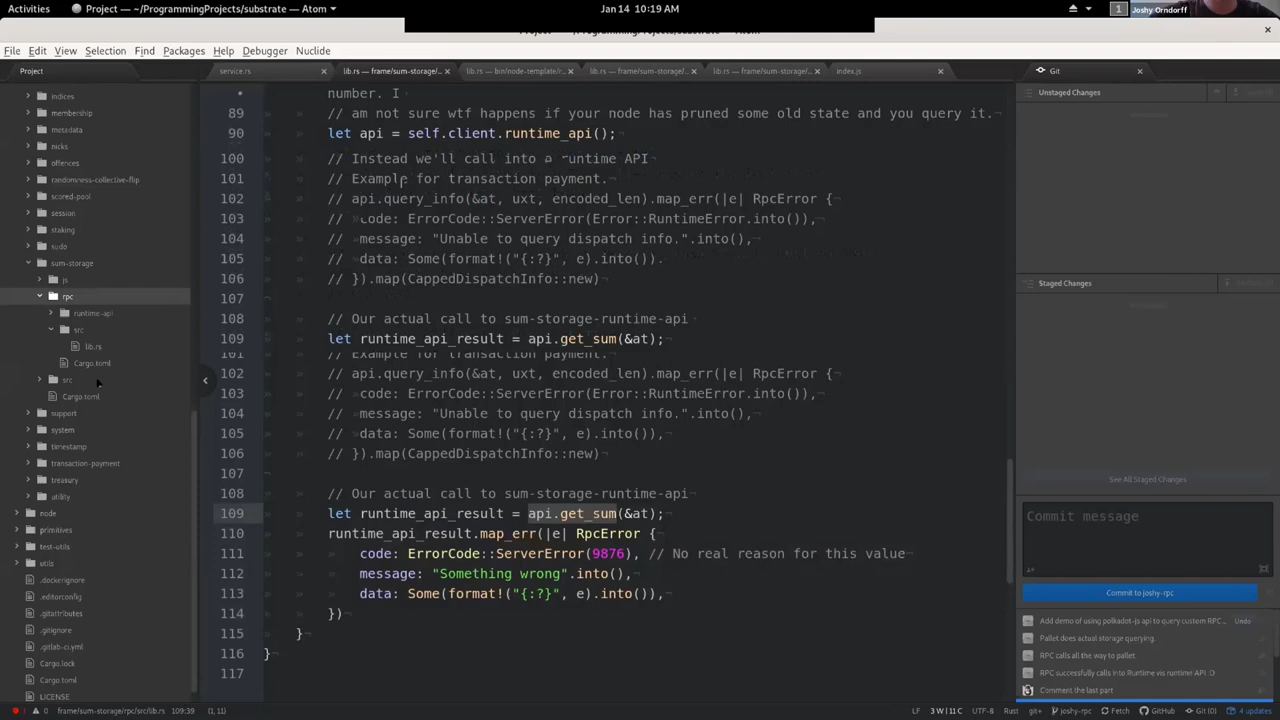 Activities
Project — ~/ProgrammingProjects/substrate — Atom
Jan 14 10:19 AM
1
Joshy Orndorff
Project — ~/ProgrammingProjects/substrate — Atom
File Edit View Selection Find Packages Help Debugger Nuclide
Project
service.rs
lib.rs — frame/sum-storage/...
lib.rs — bin/node-template/r...
lib.rs — frame/sum-storage/...
lib.rs — frame/sum-storage/...
index.js
Git
indices
membership
metadata
nicks
offences
randomness-collective-flip
scored-pool
session
staking
sudo
sum-storage
js
rpc
runtime-api
src
lib.rs
Cargo.toml
src
Cargo.toml
support
system
timestamp
transaction-payment
treasury
utility
node
primitives
test-utils
utils
.dockerignore
.editorconfig
.gitattributes
.gitignore
.gitlab-ci.yml
Cargo.lock
Cargo.toml
LICENSE
number. I
89 // am not sure wtf happens if your node has pruned some old state and you query it.
90 let api = self.client.runtime_api();
100 // Instead we'll call into a runtime API
101 // Example for transaction payment.
102 // api.query_info(&at, uxt, encoded_len).map_err(|e| RpcError {
103 // code: ErrorCode::ServerError(Error::RuntimeError.into()),
104 // message: "Unable to query dispatch info.".into(),
105 // data: Some(format!("{:?}", e).into()).
106 // }).map(CappedDispatchInfo::new)
107
108 // Our actual call to sum-storage-runtime-api
109 let runtime_api_result = api.get_sum(&at);
101 // Example for transaction payment.
102 // api.query_info(&at, uxt, encoded_len).map_err(|e| RpcError {
103 // code: ErrorCode::ServerError(Error::RuntimeError.into()),
104 // message: "Unable to query dispatch info.".into(),
105 // data: Some(format!("{:?}", e).into()),
106 // }).map(CappedDispatchInfo::new)
107
108 // Our actual call to sum-storage-runtime-api
109 let runtime_api_result = api.get_sum(&at);
110 runtime_api_result.map_err(|e| RpcError {
111 code: ErrorCode::ServerError(9876), // No real reason for this value
112 message: "Something wrong".into(),
113 data: Some(format!("{:?}", e).into()),
114 })
115 }
116 }
117
Unstaged Changes
Staged Changes
See All Staged Changes
Commit message
Commit to joshy-rpc
Add demo of using polkadot-js api to query custom RPC... Undo
Pallet does actual storage querying.
RPC calls all the way to pallet.
RPC successfully calls into Runtime vis runtime API :D
Comment the last part
0 frame/sum-storage/rpc/src/lib.rs 109:39 (1, 11)
LF 3 W | 11 C UTF-8 Rust git+ joshy-rpc Fetch GitHub Git (0) 4 updates